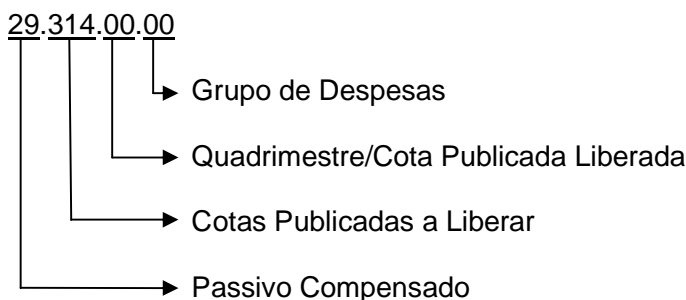 29.314.00.00
Grupo de Despesas
Quadrimestre/Cota Publicada Liberada
Cotas Publicadas a Liberar
Passivo Compensado